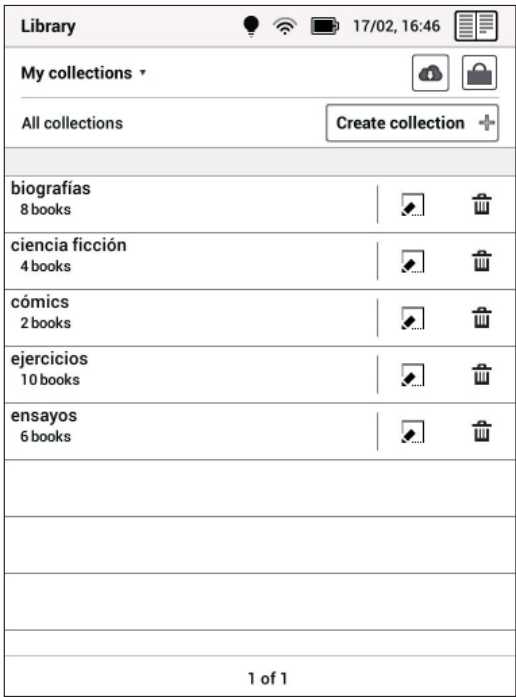 Library 17/02, 16:46
My collections
All collections Create collection
biografías
8 books
ciencia ficción
4 books
cómics
2 books
ejercicios
10 books
ensayos
6 books
1 of 1